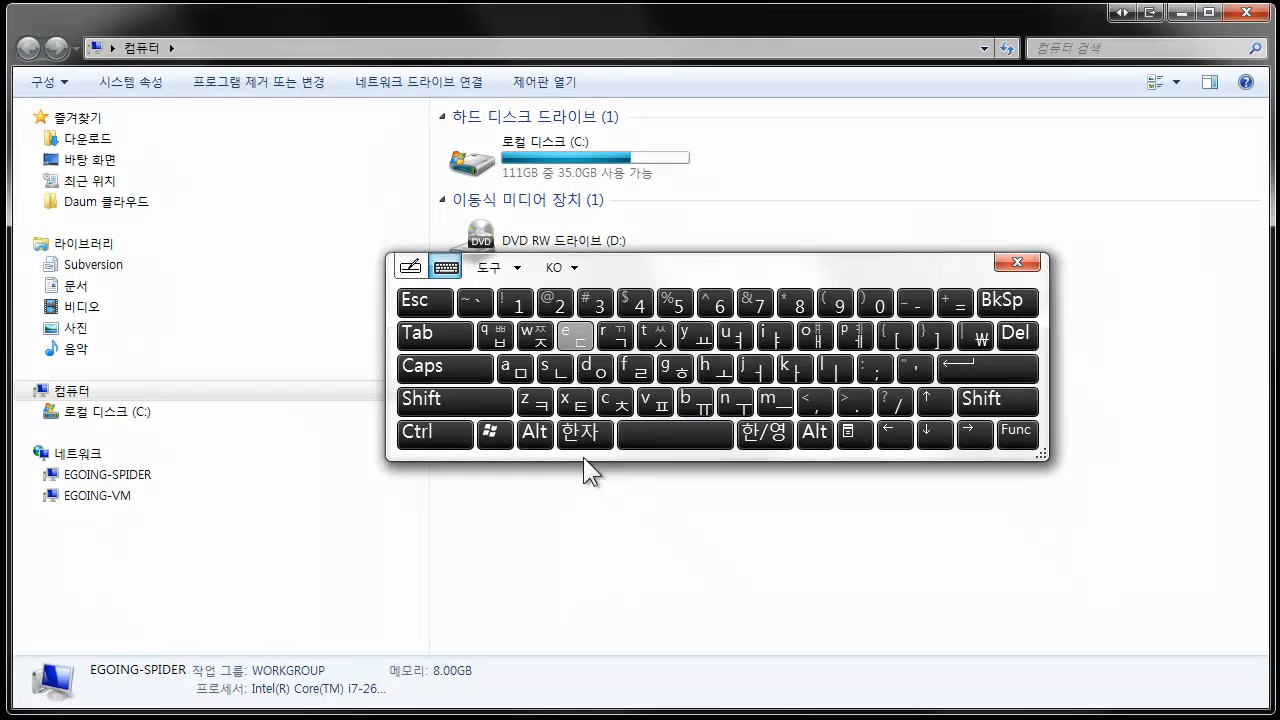 컴퓨터
컴퓨터 검색
구성 시스템 속성 프로그램 제거 또는 변경 네트워크 드라이브 연결 제어판 열기
즐겨찾기
다운로드
바탕 화면
최근 위치
Daum 클라우드
라이브러리
Subversion
문서
비디오
사진
음악
컴퓨터
로컬 디스크 (C:)
네트워크
EGOING-SPIDER
EGOING-VM
하드 디스크 드라이브 (1)
로컬 디스크 (C:)
111GB 중 35.0GB 사용 가능
이동식 미디어 장치 (1)
DVD
DVD RW 드라이브 (D:)
도구 KO
Esc ~ ` ! 1 @ 2 # 3 $ 4 % 5 ^ 6 & 7 * 8 ( 9 ) 0 _ - + = BkSp
Tab q ㅃ ㅂ w ㅉ ㅈ e ㄷ r ㄲ ㄱ t ㅆ ㅅ y ㅛ u ㅕ i ㅑ o ㅒ ㅐ p ㅖ ㅔ { [ } ] | ₩ Del
Caps a ㅁ s ㄴ d ㅇ f ㄹ g ㅎ h ㅗ j ㅓ k ㅏ l ㅣ : ; " '
Shift z ㅋ x ㅌ c ㅊ v ㅍ b ㅠ n ㅜ m ㅡ < , > . ? / ↑ Shift
Ctrl Alt 한자 한/영 Alt ← ↓ → Func
EGOING-SPIDER 작업 그룹: WORKGROUP 메모리: 8.00GB
프로세서: Intel(R) Core(TM) i7-26...